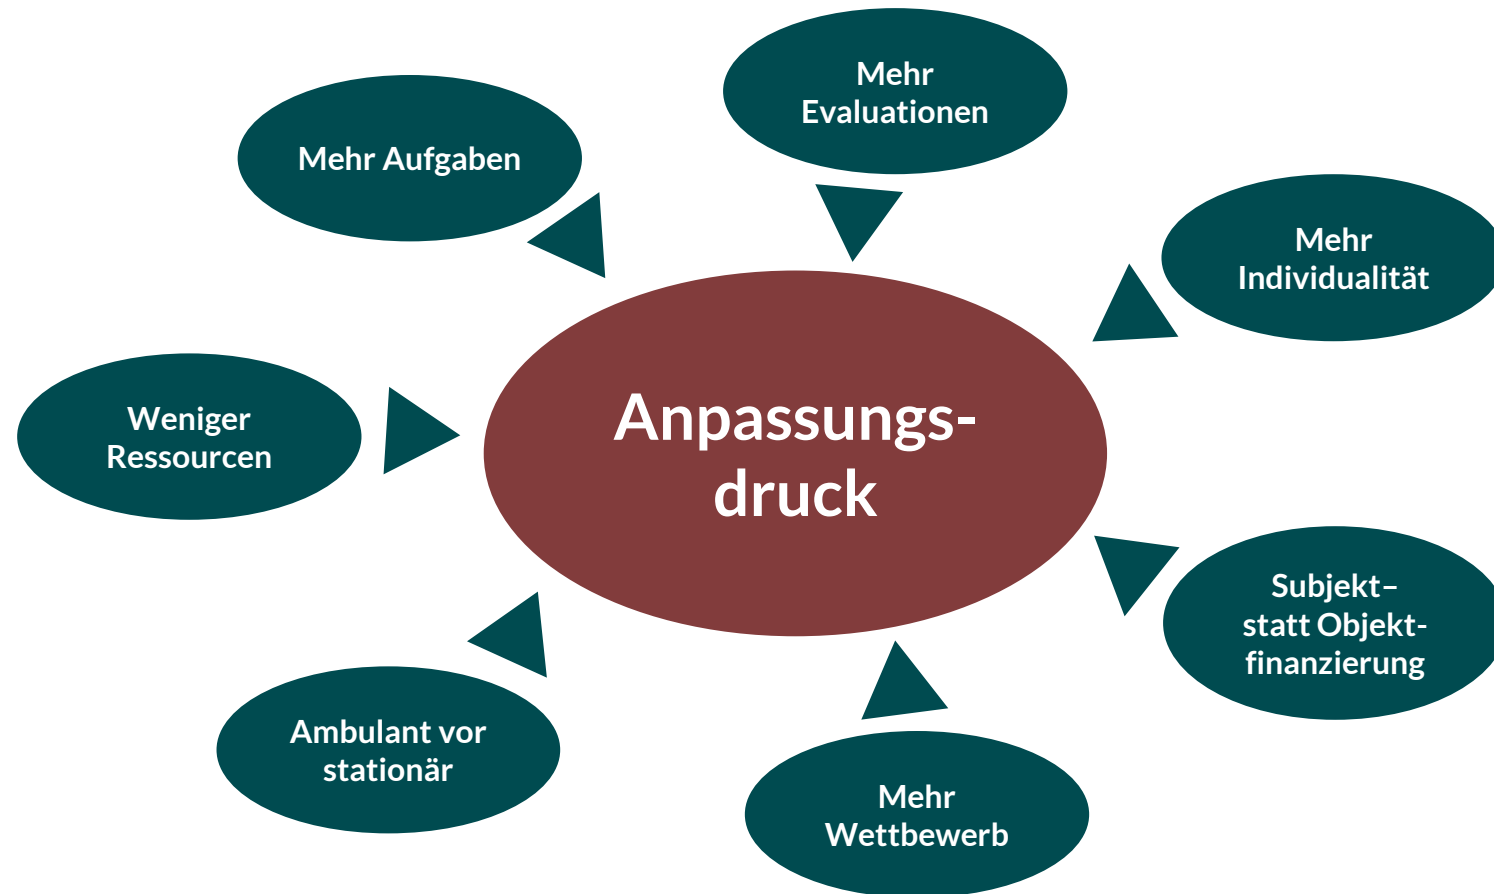 Mehr
Evaluationen
Mehr Aufgaben
Mehr
Individualität
Anpassungs-
druck
Weniger
Ressourcen
Subjekt–
statt Objekt-
finanzierung
Ambulant vor
stationär
Mehr
Wettbewerb